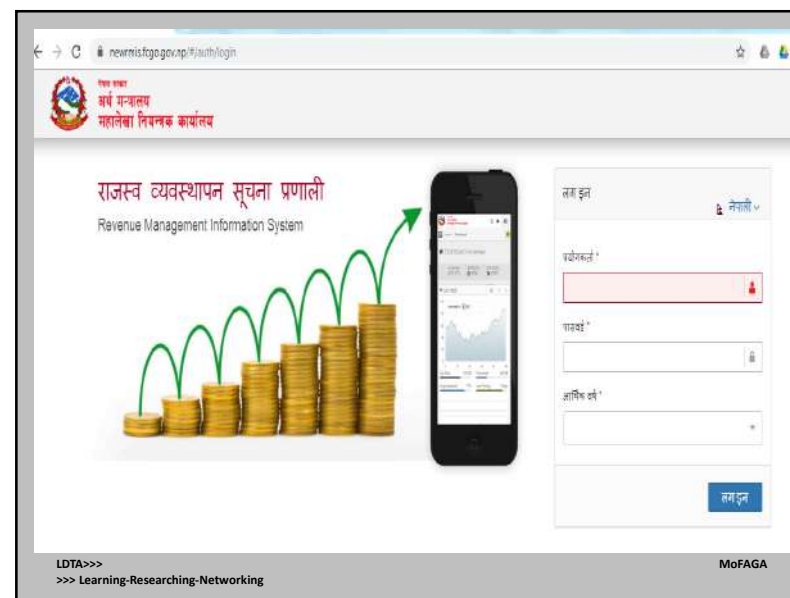 newrmis.fcgo.gov.np/#/auth/login
नेपाल सरकार
अर्थ मन्त्रालय
महालेखा नियन्त्रक कार्यालय
राजस्व व्यवस्थापन सूचना प्रणाली
Revenue Management Information System
लग इन
नेपाली
प्रयोगकर्ता *
पासवर्ड *
आर्थिक वर्ष *
लग इन
LDTA>>>
>>> Learning-Researching-Networking
MoFAGA